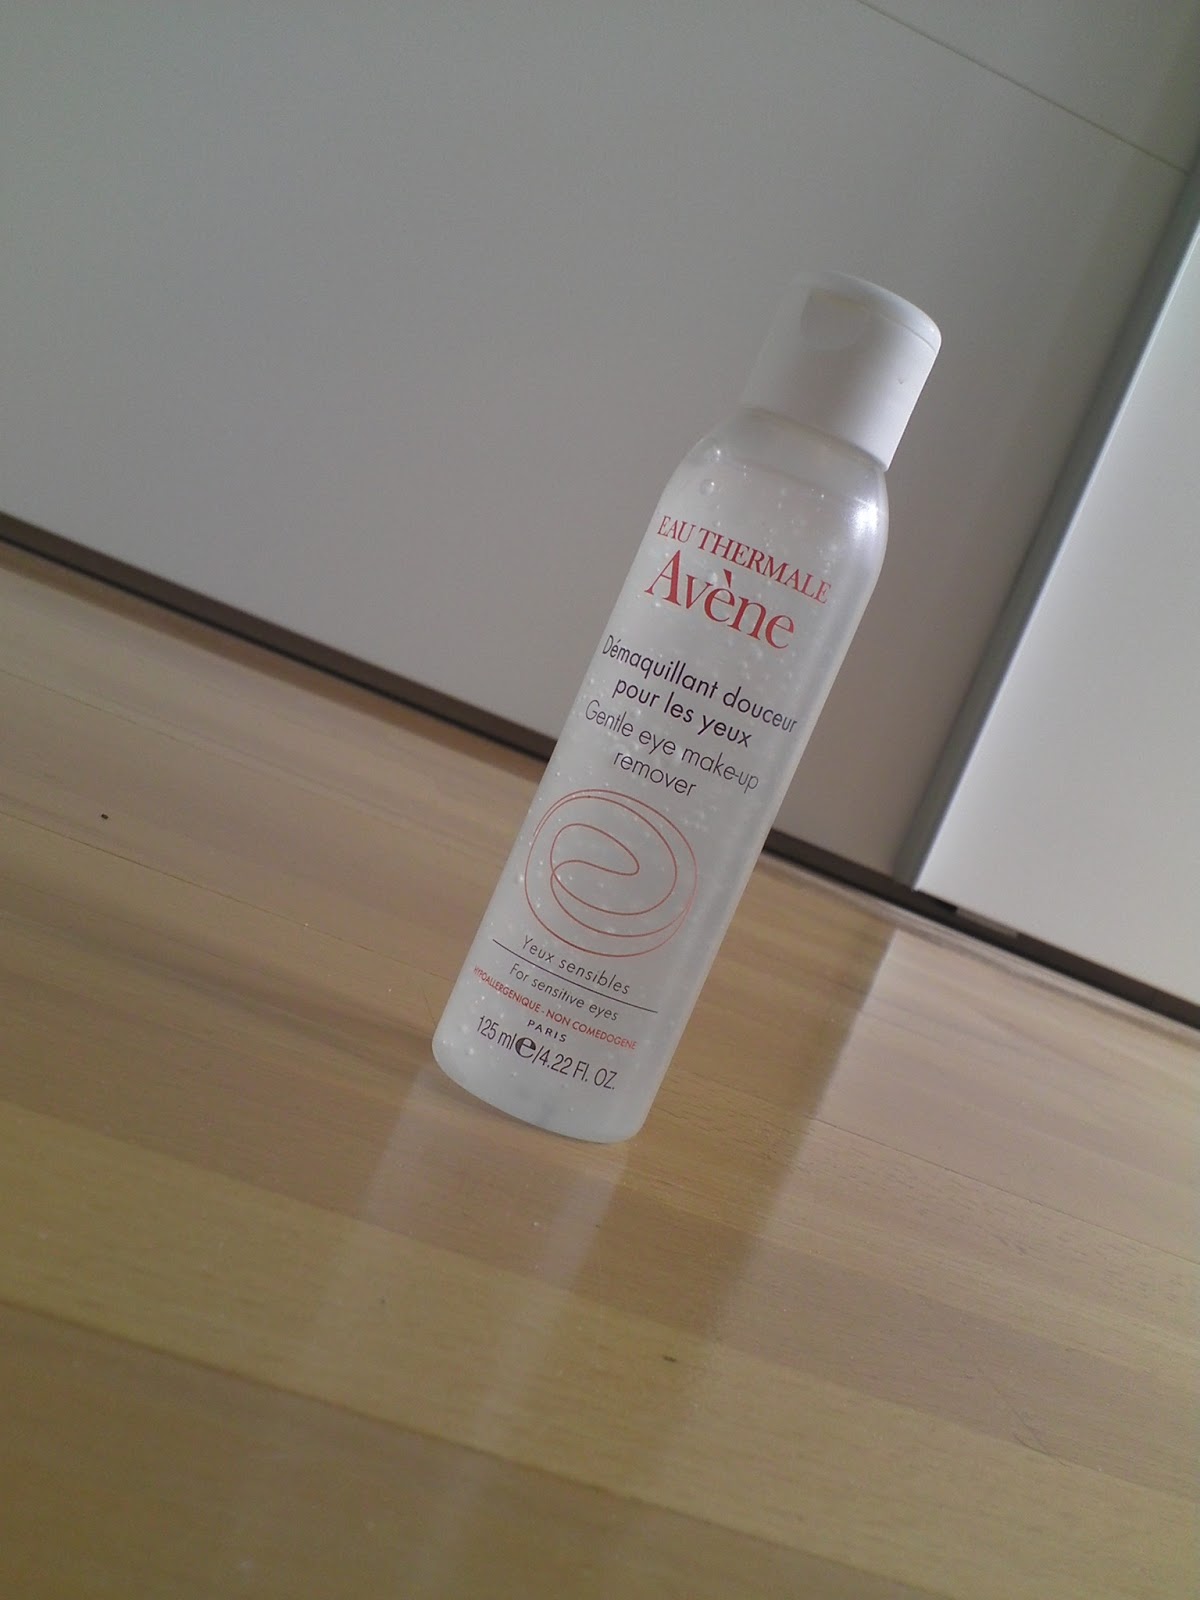 EAU THERMALE
Avène
Démaquillant douceur
pour les yeux
Gentle eye make-up
remover
Yeux sensibles
For sensitive eyes
HYPOALLERGENIQUE - NON COMEDOGENE
PARIS
125 ml e/4.22 Fl. OZ.